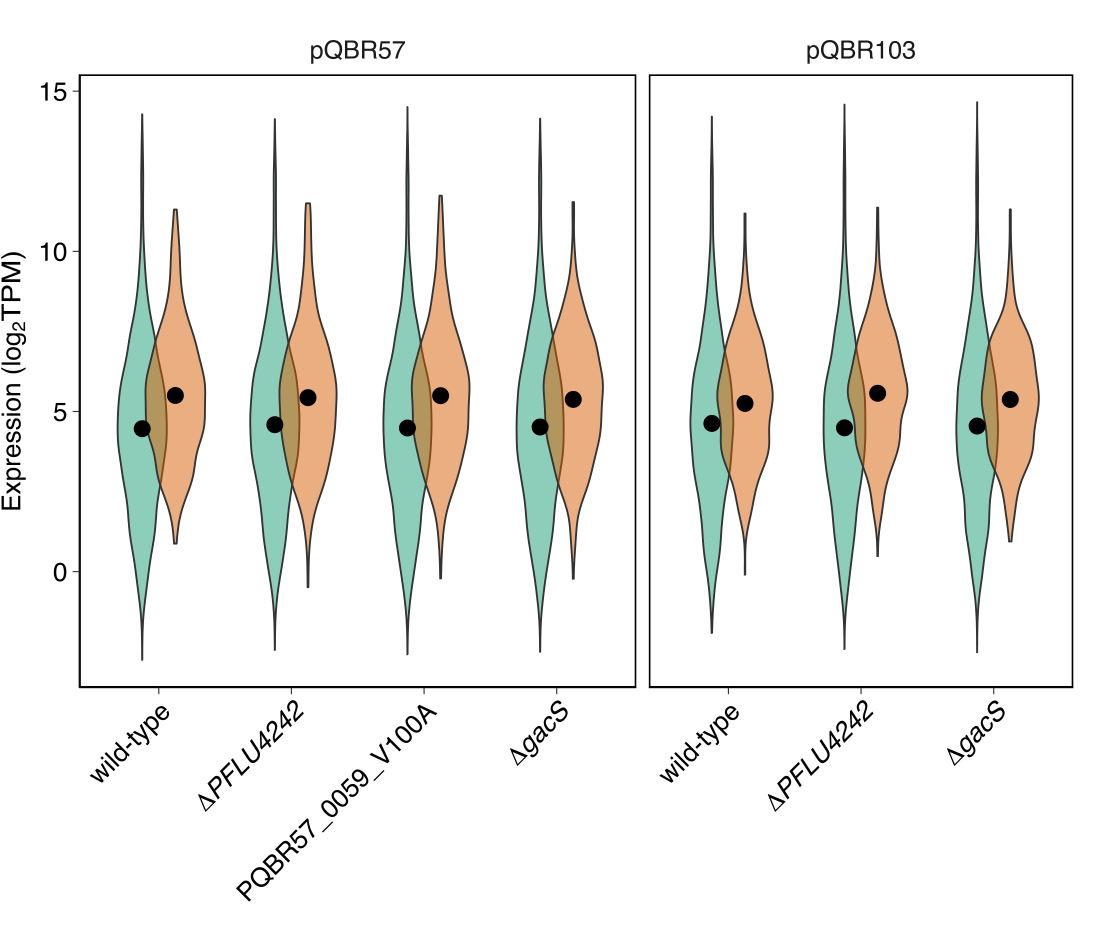 pQBR57
pQBR103
Expression (log₂TPM)
15
10
5
0
wild-type
ΔPFLU4242
PQBR57_0059_V100A
ΔgacS
wild-type
ΔPFLU4242
ΔgacS